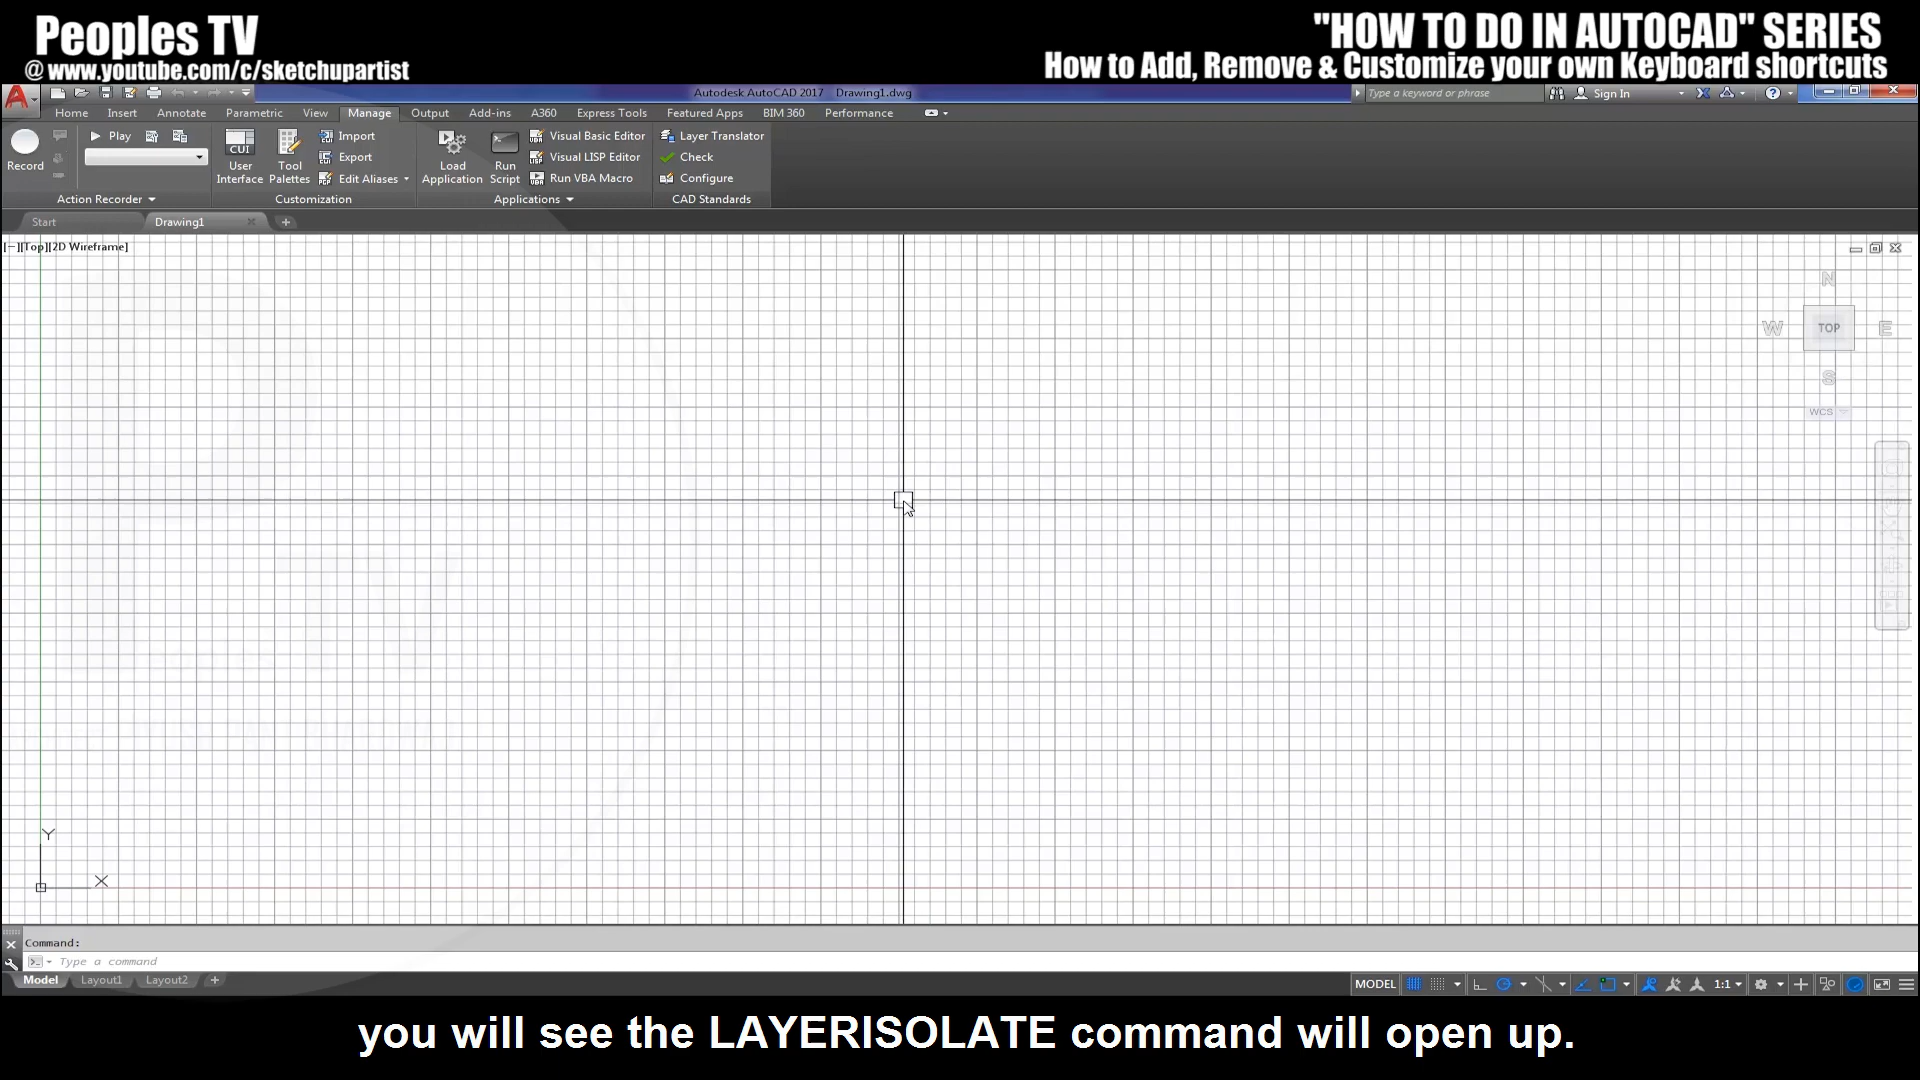 Peoples TV
@ www.youtube.com/c/sketchupartist
"HOW TO DO IN AUTOCAD" SERIES
How to Add, Remove & Customize your own Keyboard shortcuts
Autodesk AutoCAD 2017 Drawing1.dwg
Type a keyword or phrase
Sign In
Home Insert Annotate Parametric View Manage Output Add-ins A360 Express Tools Featured Apps BIM 360 Performance
Record
Play
Action Recorder
CUI
User Interface
Tool Palettes
Import
Export
Edit Aliases
Customization
Load Application
Run Script
Visual Basic Editor
Visual LISP Editor
Run VBA Macro
Applications
Layer Translator
Check
Configure
CAD Standards
Start
Drawing1
[−][Top][2D Wireframe]
N
W TOP E
S
WCS
Y
X
Command:
Type a command
Model Layout1 Layout2
MODEL
1:1
you will see the LAYERISOLATE command will open up.